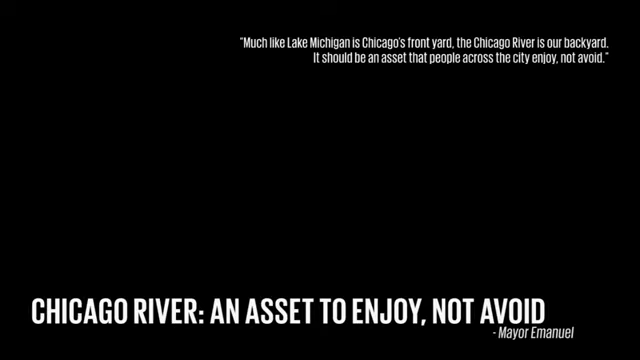 "Much like Lake Michigan is Chicago's front yard, the Chicago River is our backyard.
It should be an asset that people across the city enjoy, not avoid."
CHICAGO RIVER: AN ASSET TO ENJOY, NOT AVOID
- Mayor Emanuel